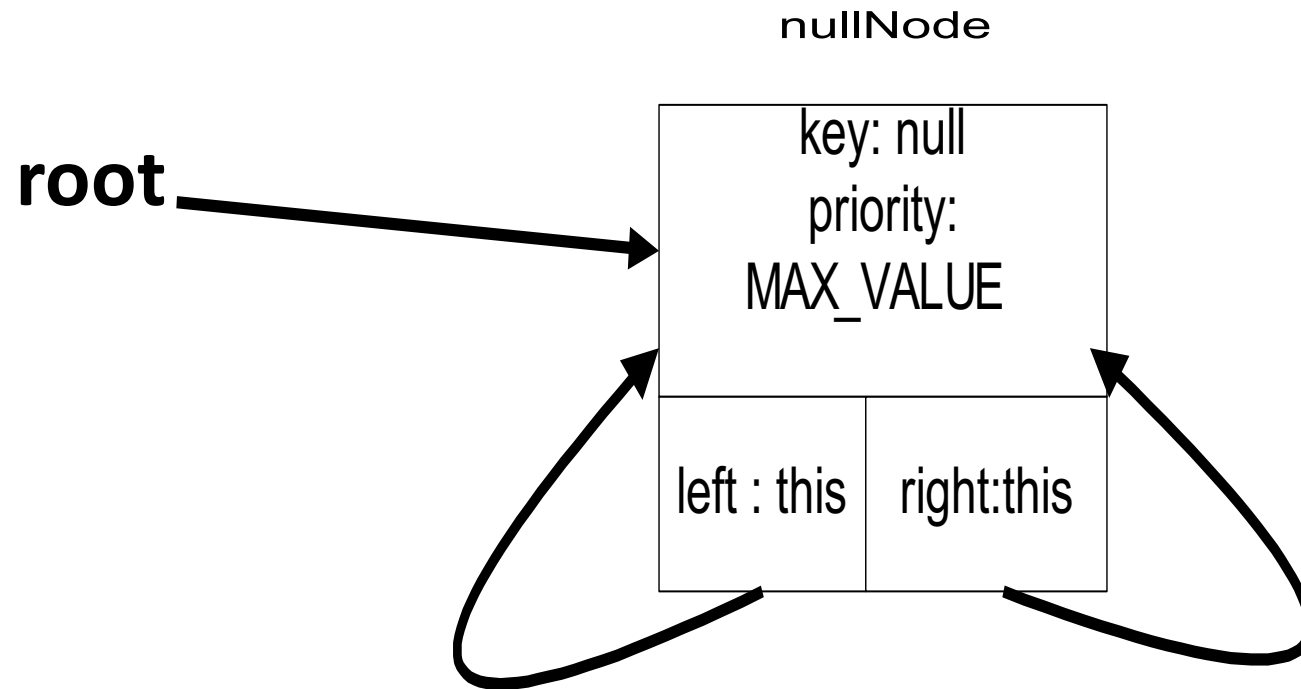 nullNode
root
key: null
priority:
MAX_VALUE
left : this
right:this